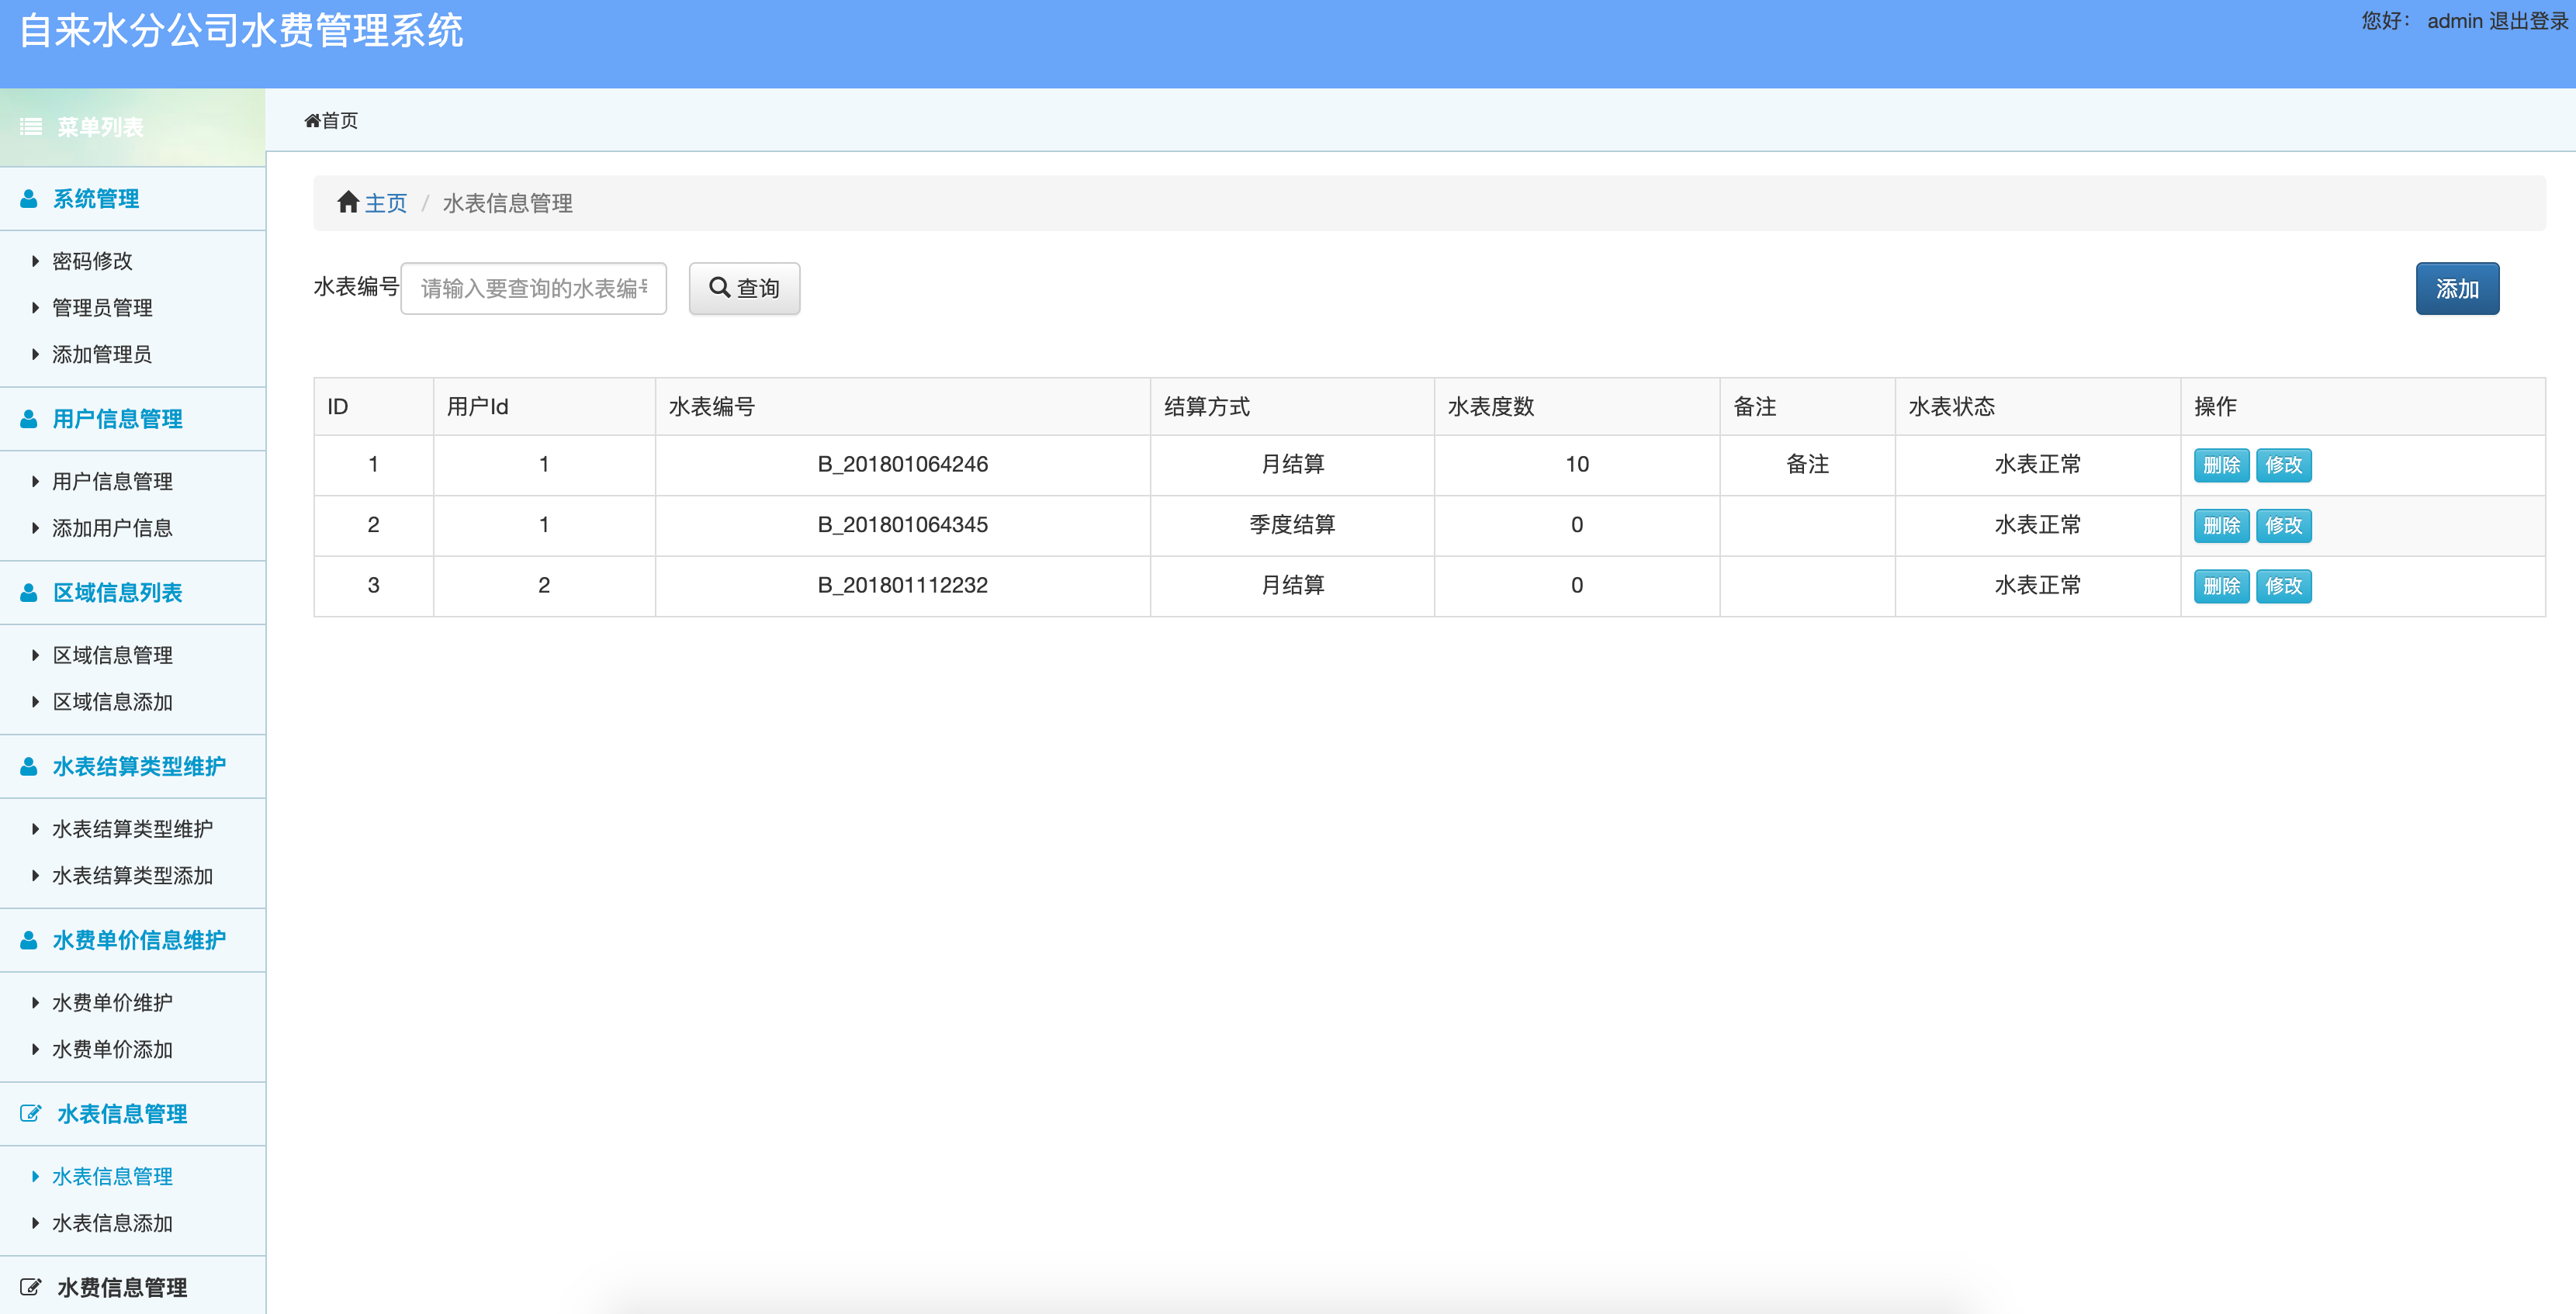 自来水分公司水费管理系统
您好： admin 退出登录
菜单列表
首页
系统管理
密码修改
管理员管理
添加管理员
用户信息管理
用户信息管理
添加用户信息
区域信息列表
区域信息管理
区域信息添加
水表结算类型维护
水表结算类型维护
水表结算类型添加
水费单价信息维护
水费单价维护
水费单价添加
水表信息管理
水表信息管理
水表信息添加
水费信息管理
主页 / 水表信息管理
水表编号 请输入要查询的水表编 查询 添加
ID 用户Id 水表编号 结算方式 水表度数 备注 水表状态 操作
1 1 B_201801064246 月结算 10 备注 水表正常 删除 修改
2 1 B_201801064345 季度结算 0 水表正常 删除 修改
3 2 B_201801112232 月结算 0 水表正常 删除 修改